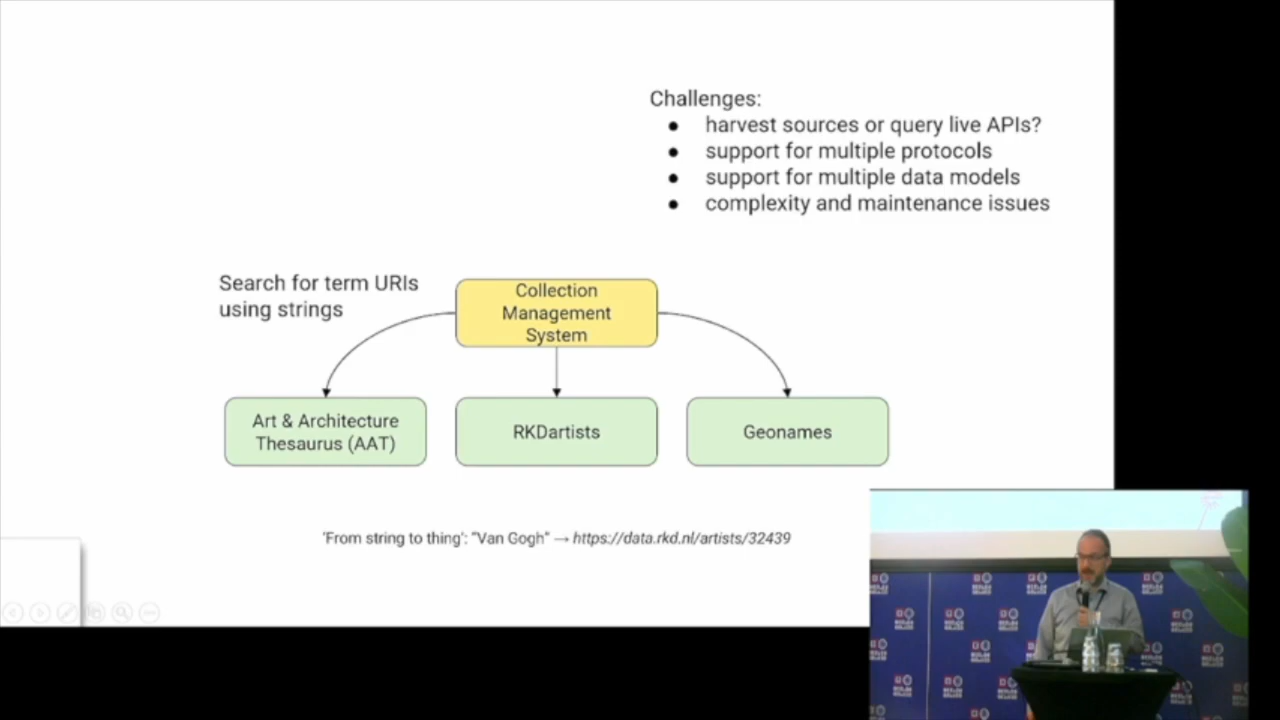 Challenges:
● harvest sources or query live APIs?
● support for multiple protocols
● support for multiple data models
● complexity and maintenance issues
Search for term URIs
using strings
Collection
Management
System
Art & Architecture
Thesaurus (AAT)
RKDartists
Geonames
'From string to thing': "Van Gogh" → https://data.rkd.nl/artists/32439